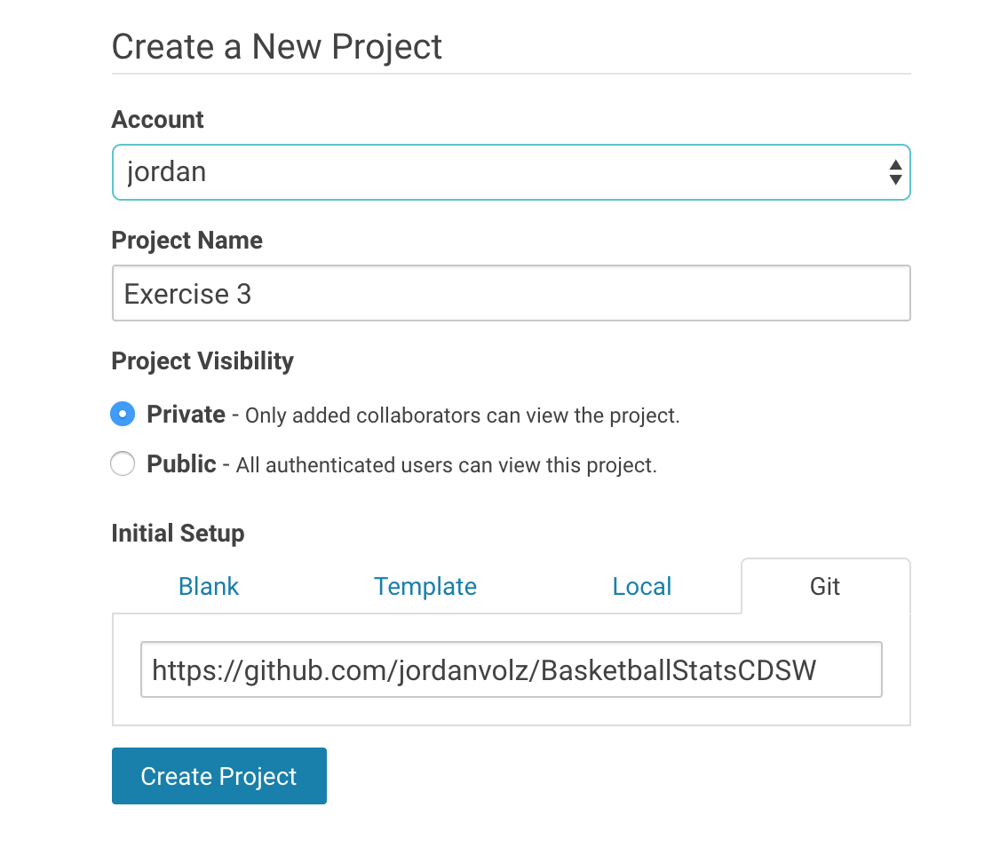 Create a New Project
Account
jordan
Project Name
Exercise 3
Project Visibility
Private - Only added collaborators can view the project.
Public - All authenticated users can view this project.
Initial Setup
Blank Template Local Git
https://github.com/jordanvolz/BasketballStatsCDSW
Create Project